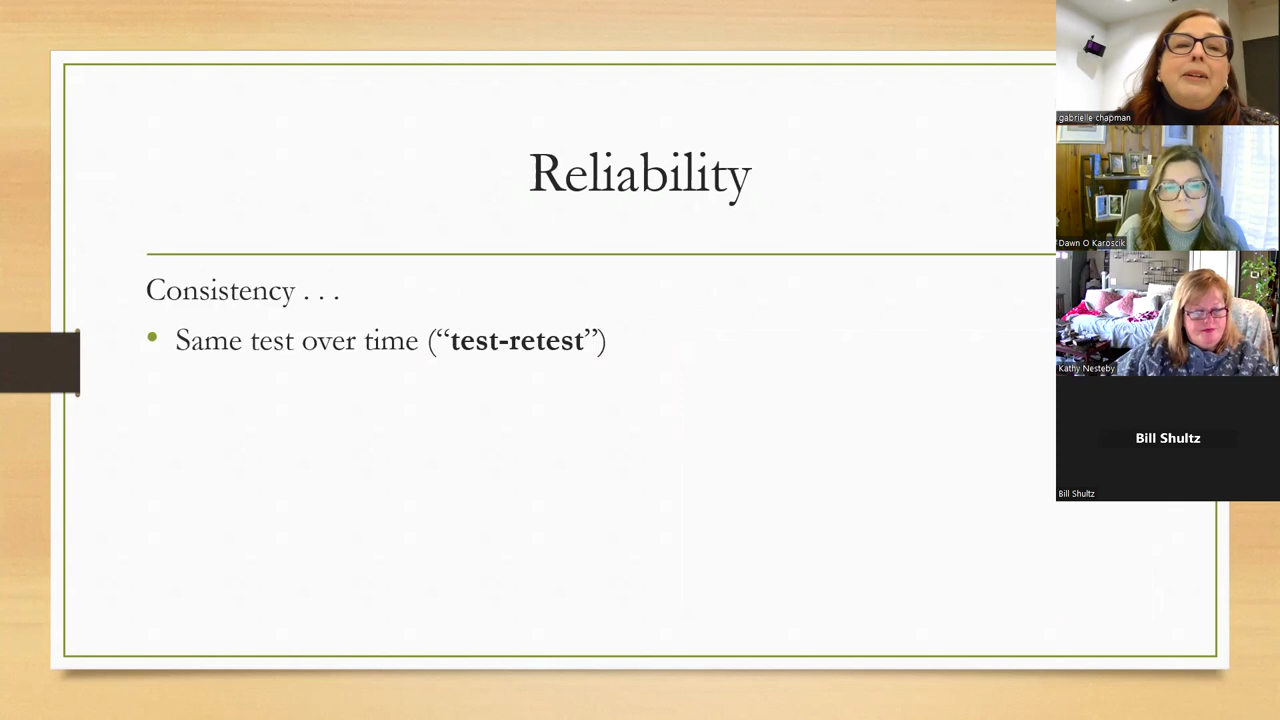 Reliability
Consistency . . .
• Same test over time (“test-retest”)
gabrielle chapman
Dawn O Karoscik
Kathy Nesteby
Bill Shultz
Bill Shultz